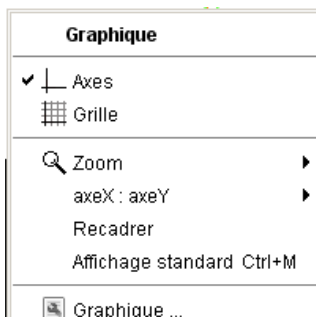 Graphique
Axes
Grille
Zoom
axeX : axeY
Recadrer
Affichage standard Ctrl+M
Graphique ...